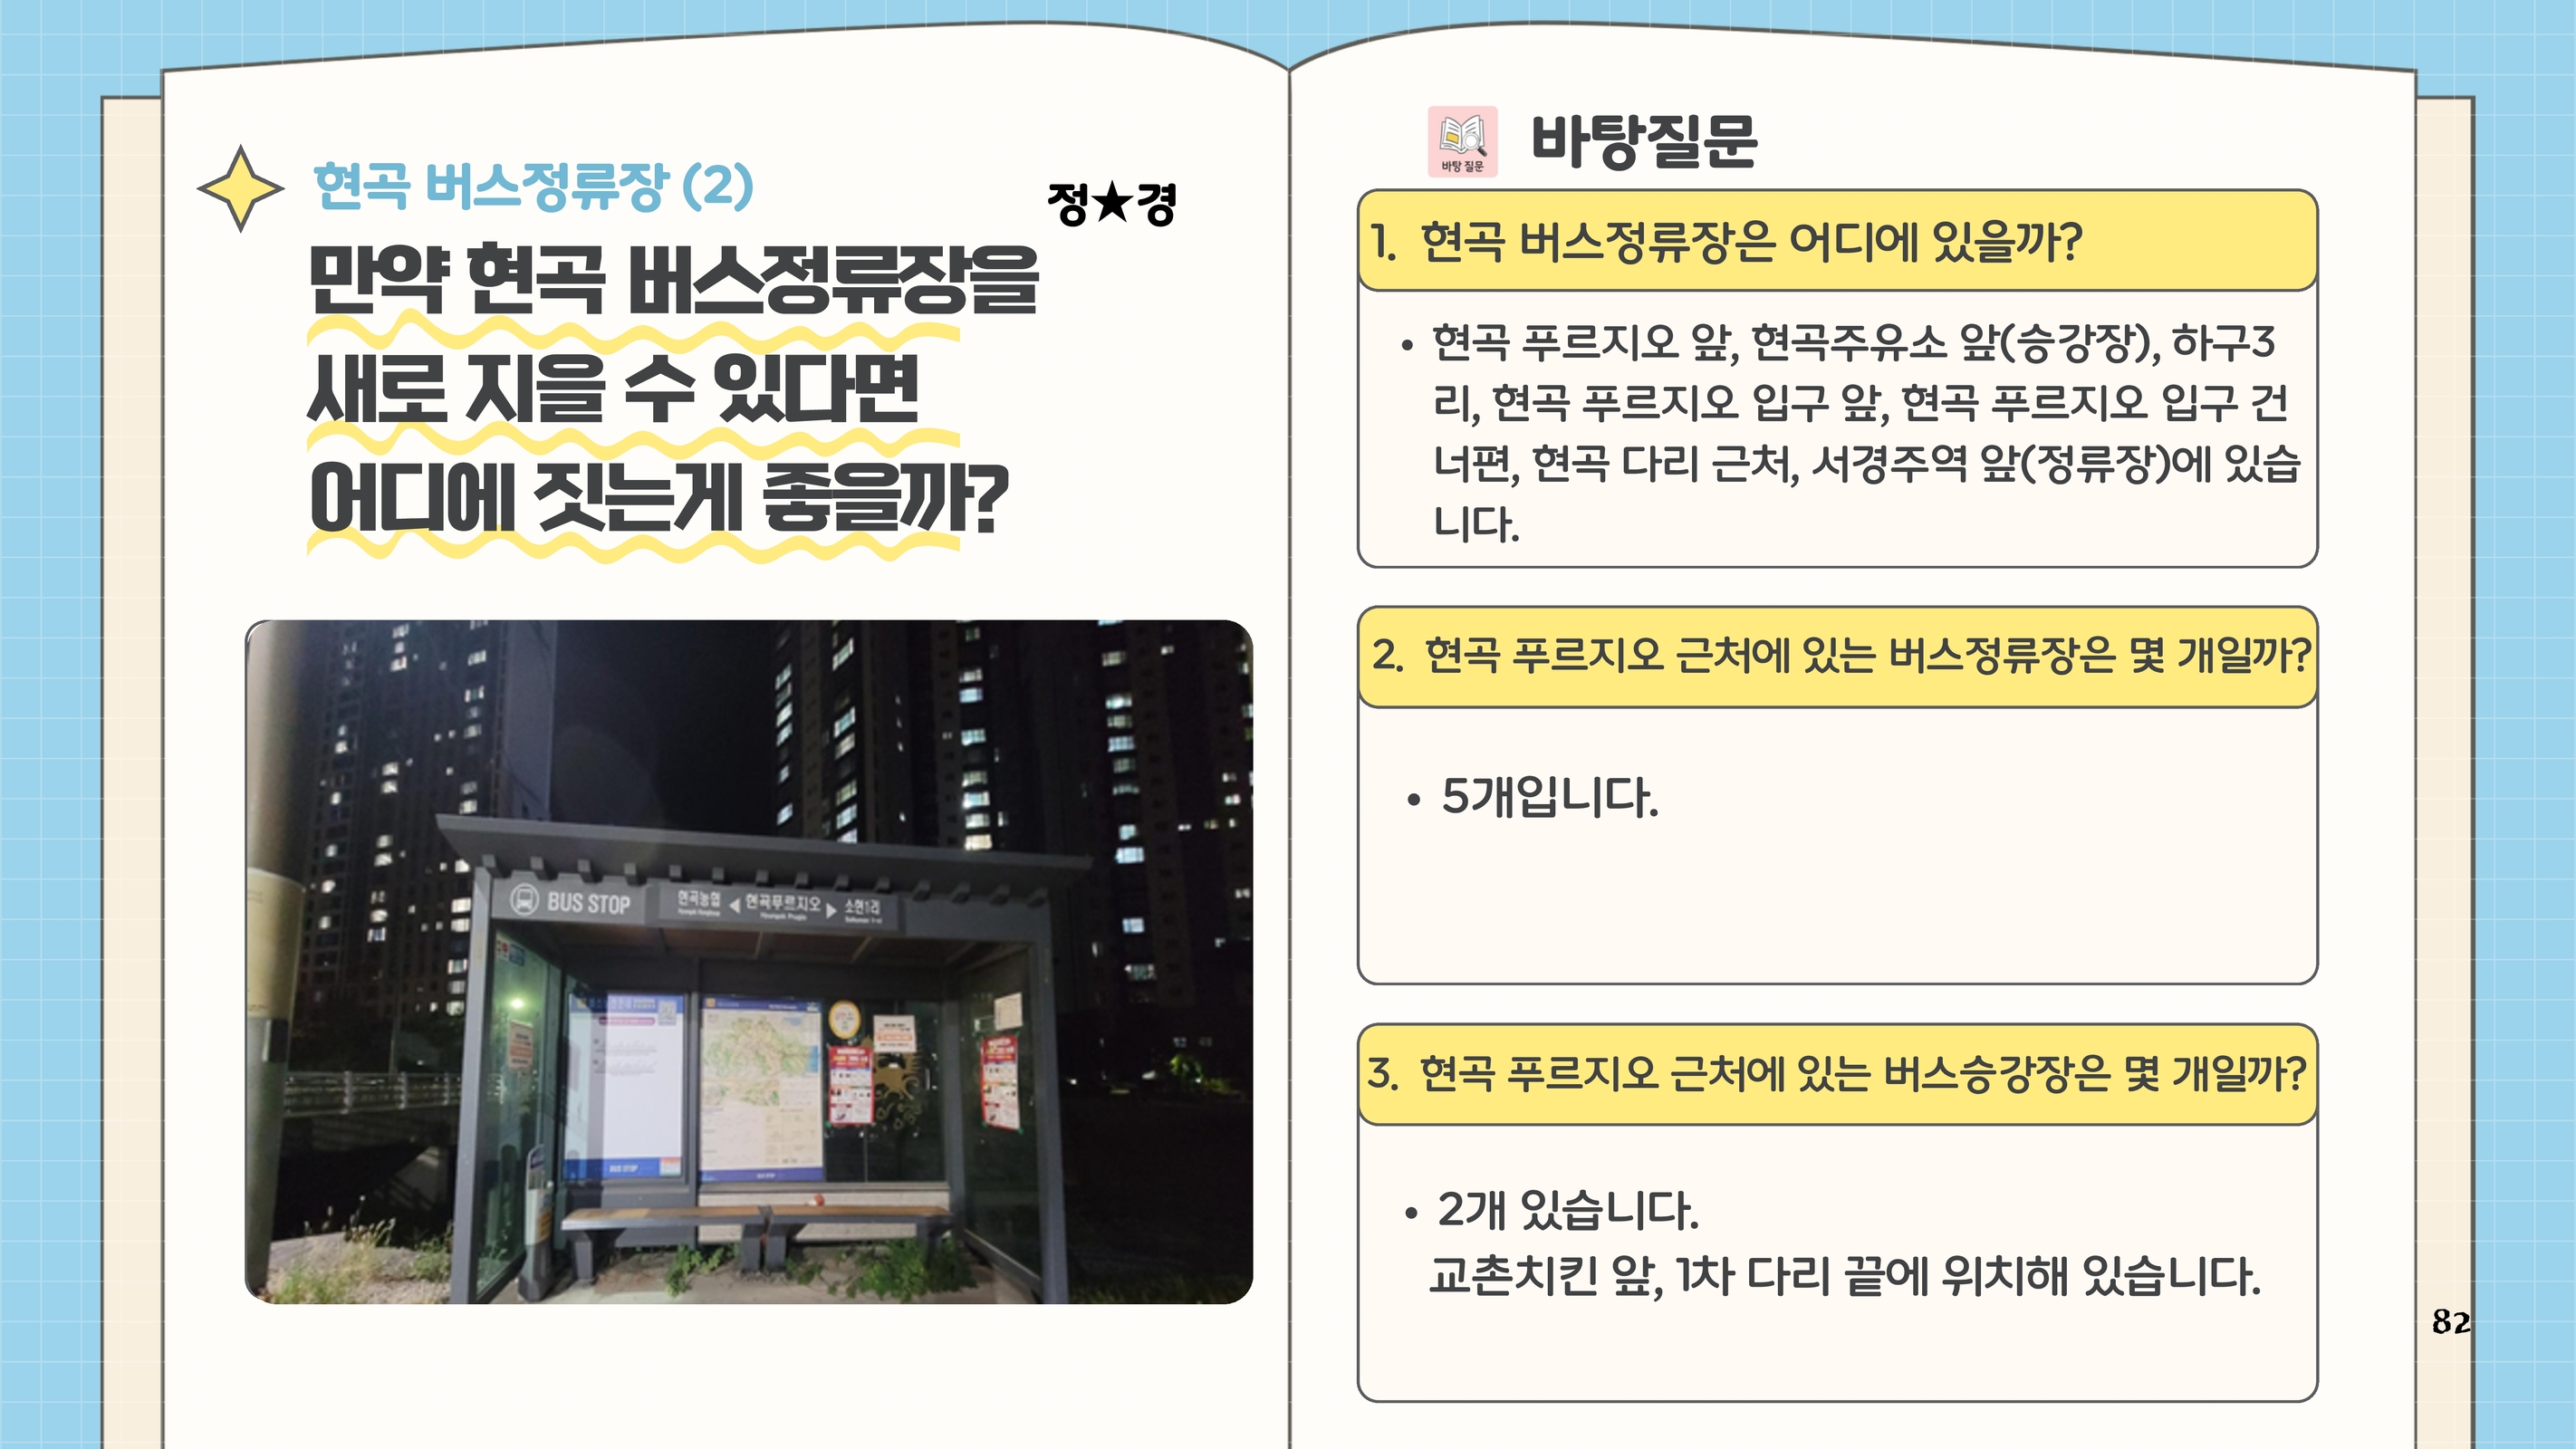 현곡 버스정류장 (2)
정★경
만약 현곡 버스정류장을
새로 지을 수 있다면
어디에 짓는게 좋을까?
BUS STOP
현곡농협 ◀ 현곡푸르지오 ▶ 소현1리
BUS STOP
바탕 질문
바탕질문
1. 현곡 버스정류장은 어디에 있을까?
• 현곡 푸르지오 앞, 현곡주유소 앞(승강장), 하구3
리, 현곡 푸르지오 입구 앞, 현곡 푸르지오 입구 건
너편, 현곡 다리 근처, 서경주역 앞(정류장)에 있습
니다.
2. 현곡 푸르지오 근처에 있는 버스정류장은 몇 개일까?
• 5개입니다.
3. 현곡 푸르지오 근처에 있는 버스승강장은 몇 개일까?
• 2개 있습니다.
교촌치킨 앞, 1차 다리 끝에 위치해 있습니다.
82